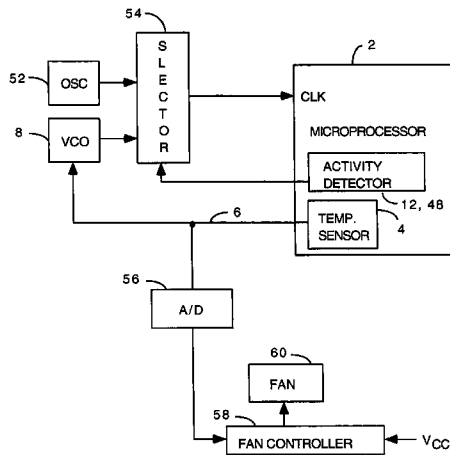 54
2
52
OSC
SLECTOR
CLK
8
VCO
MICROPROCESSOR
ACTIVITY
DETECTOR
12, 48
6
TEMP.
SENSOR
4
56
A/D
60
FAN
58
FAN CONTROLLER
VCC